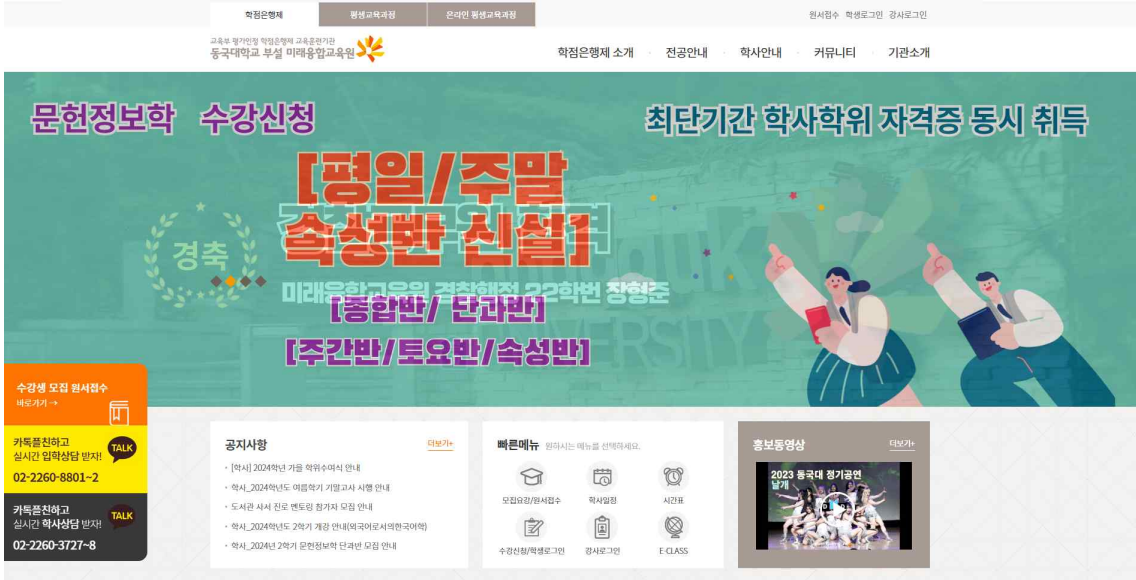 학점은행제
평생교육과정
온라인 평생교육과정
원서접수 학생로그인 강사로그인
교육부 평가인정 학점은행제 교육훈련기관
동국대학교 부설 미래융합교육원
학점은행제 소개
전공안내
학사안내
커뮤니티
기관소개
문헌정보학 수강신청
최단기간 학사학위 자격증 동시 취득
[평일/주말
속성반 신설]
경축
미래융합교육원 경찰행정 22학번 장형준
[종합반/ 단과반]
[주간반/토요반/속성반]
UNIVERSITY
수강생 모집 원서접수
바로가기 →
카톡플친하고
실시간 입학상담 받자!
TALK
02-2260-8801~2
카톡플친하고
실시간 학사상담 받자!
TALK
02-2260-3727~8
공지사항
더보기+
· [학사] 2024학년 가을 학위수여식 안내
· 학사_2024학년도 여름학기 기말고사 시행 안내
· 도서관 사서 진로 멘토링 참가자 모집 안내
· 학사_2024학년도 2학기 개강 안내(외국어로서의한국어학)
· 학사_2024년 2학기 문헌정보학 단과반 모집 안내
빠른메뉴 원하시는 메뉴를 선택하세요.
모집요강/원서접수
학사일정
시간표
수강신청/학생로그인
강사로그인
E-CLASS
홍보동영상
더보기+
2023 동국대 정기공연
날개